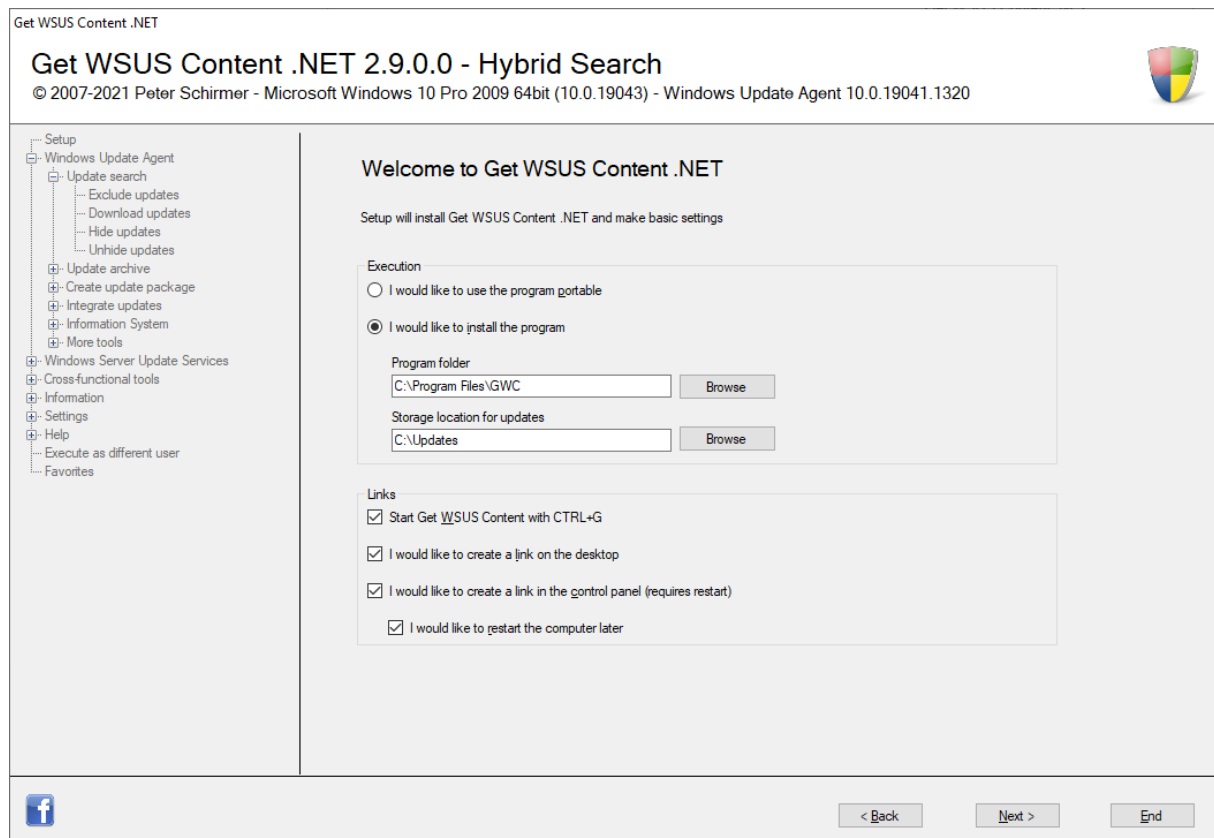 Get WSUS Content .NET
Get WSUS Content .NET 2.9.0.0 - Hybrid Search
© 2007-2021 Peter Schirmer - Microsoft Windows 10 Pro 2009 64bit (10.0.19043) - Windows Update Agent 10.0.19041.1320
Setup
Windows Update Agent
Update search
Exclude updates
Download updates
Hide updates
Unhide updates
Update archive
Create update package
Integrate updates
Information System
More tools
Windows Server Update Services
Cross-functional tools
Information
Settings
Help
Execute as different user
Favorites
Welcome to Get WSUS Content .NET
Setup will install Get WSUS Content .NET and make basic settings
Execution
I would like to use the program portable
I would like to install the program
Program folder
C:\Program Files\GWC
Browse
Storage location for updates
C:\Updates
Browse
Links
Start Get WSUS Content with CTRL+G
I would like to create a link on the desktop
I would like to create a link in the control panel (requires restart)
I would like to restart the computer later
f
< Back
Next >
End